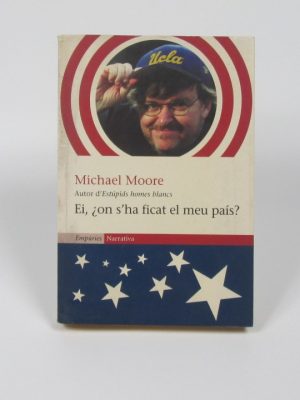 Ucla
Michael Moore
Autor d'Estúpids homes blancs
Ei, ¿on s'ha ficat el meu país?
Empúries Narrativa